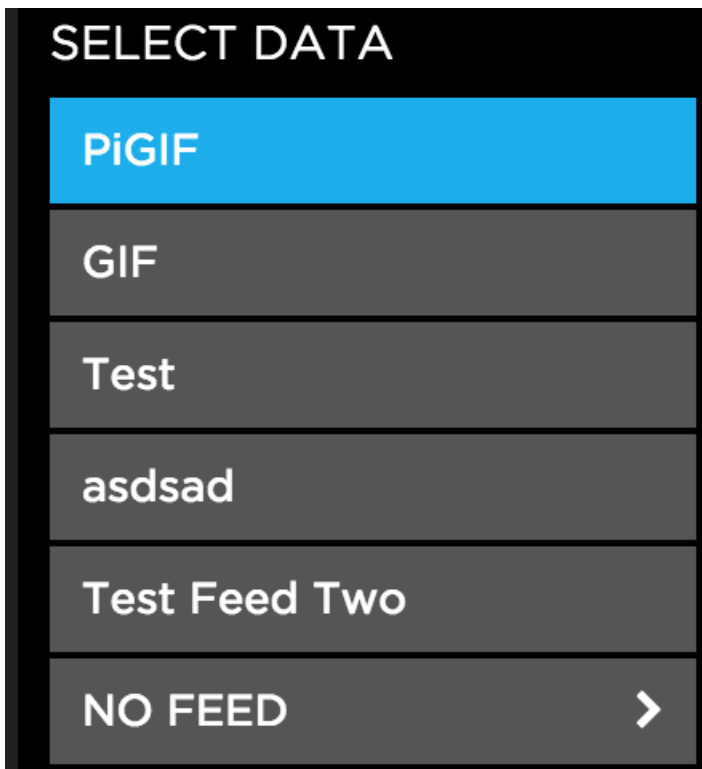 SELECT DATA
PiGIF
GIF
Test
asdsad
Test Feed Two
NO FEED